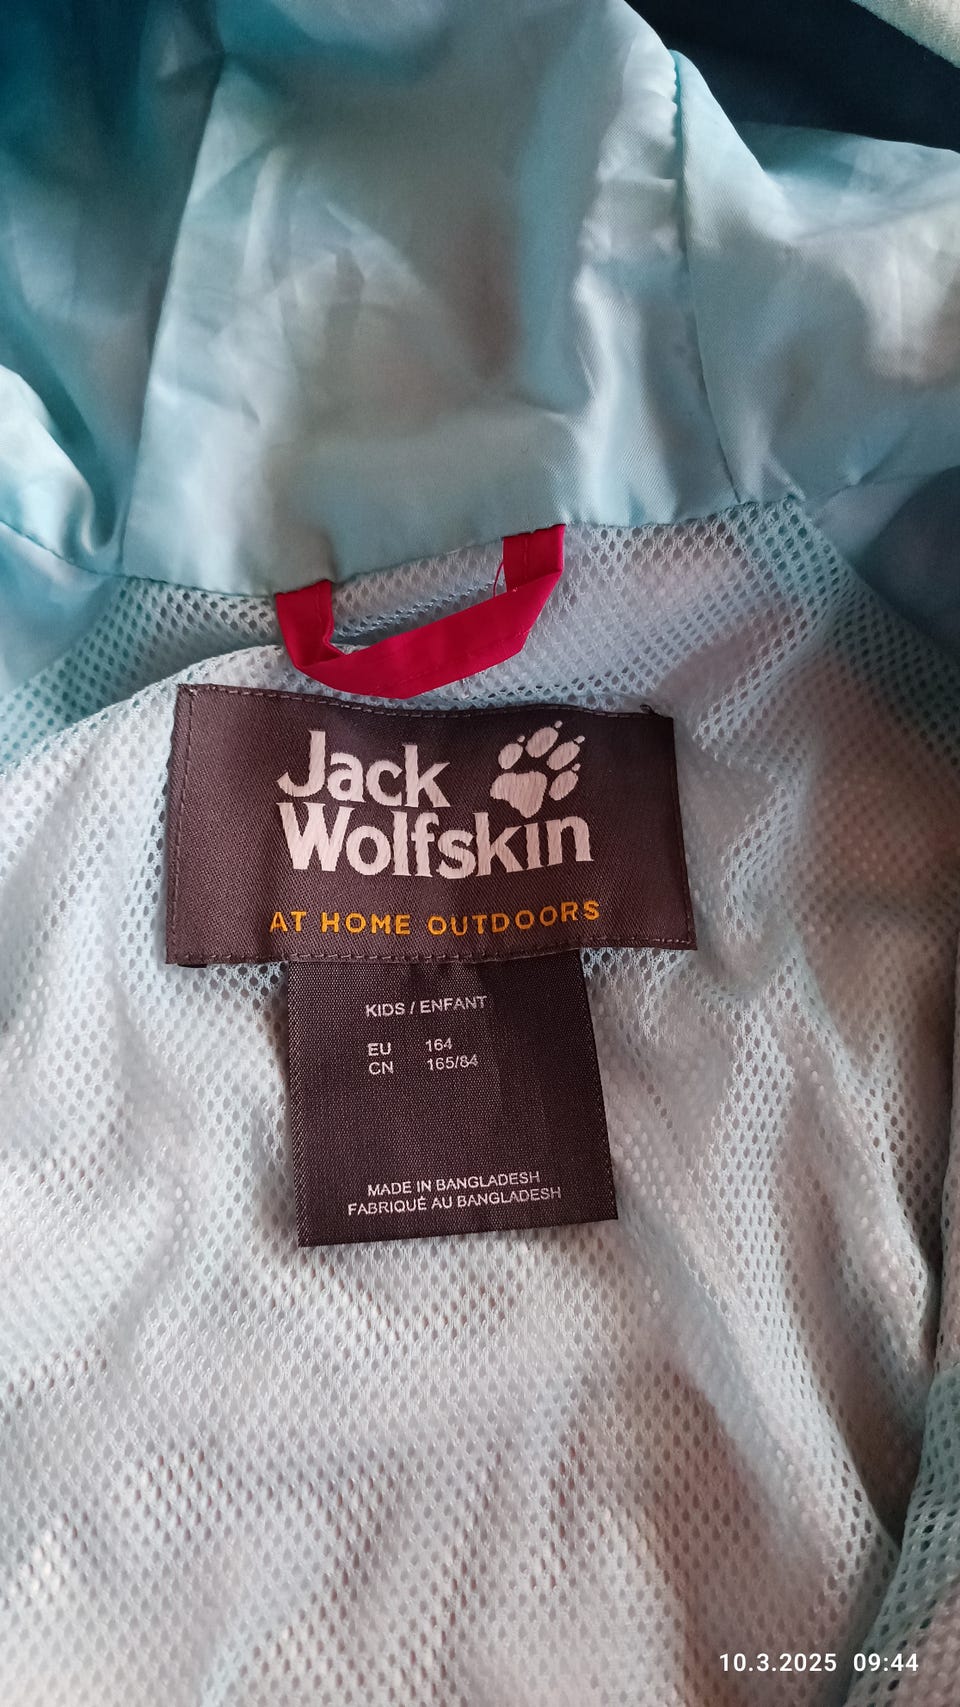 Jack
Wolfskin
AT HOME OUTDOORS
KIDS / ENFANT
EU 164
CN 165/84
MADE IN BANGLADESH
FABRIQUÉ AU BANGLADESH
10.3.2025 09:44